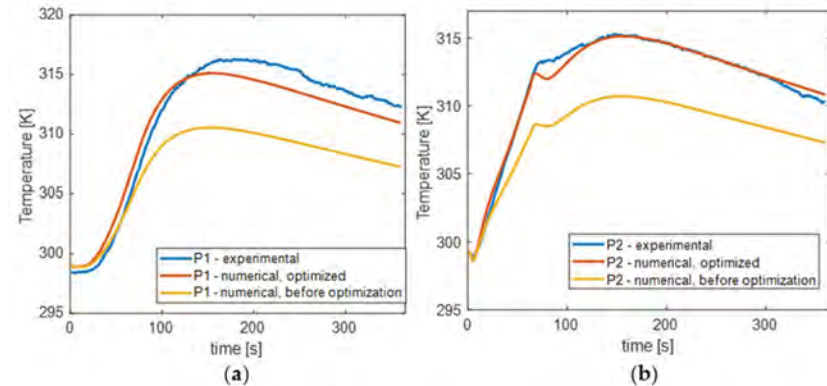 320
315
310
305
300
295
Temperature [K]
P1 - experimental
P1 - numerical, optimized
P1 - numerical, before optimization
0 100 200 300
time [s]
(a)
315
310
305
300
295
Temperature [K]
P2 - experimental
P2 - numerical, optimized
P2 - numerical, before optimization
0 100 200 300
time [s]
(b)